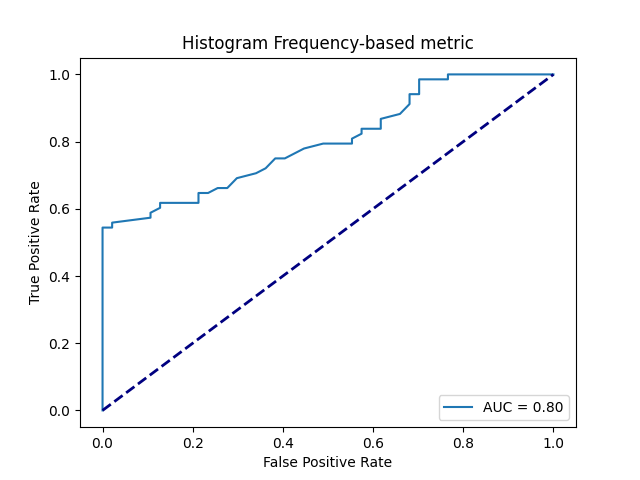 Histogram Frequency-based metric
True Positive Rate
1.0
0.8
0.6
0.4
0.2
0.0
AUC = 0.80
0.0 0.2 0.4 0.6 0.8 1.0
False Positive Rate